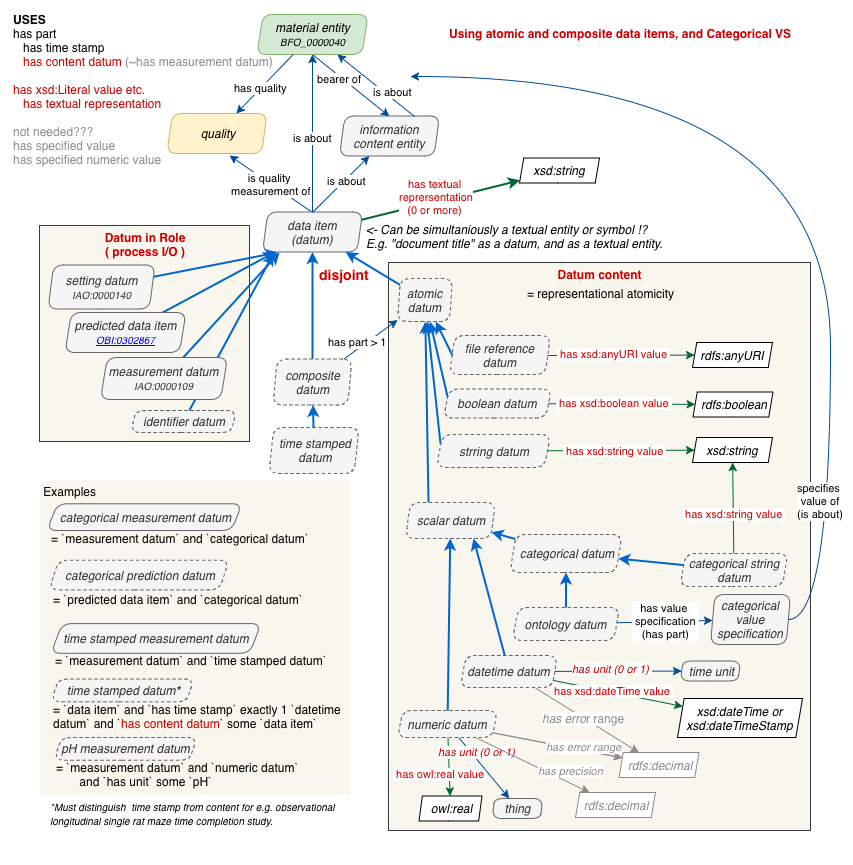 USES
has part
has time stamp
has content datum (~has measurement datum)
has xsd:Literal value etc.
has textual representation
not needed???
has specified value
has specified numeric value
Using atomic and composite data items, and Categorical VS
material entity
BFO_0000040
has quality
bearer of
is about
quality
is about
information
content entity
is quality
measurement of
is about
has textual
reprersentation
(0 or more)
xsd:string
data item
(datum)
<- Can be simultaniously a textual entity or symbol !?
E.g. "document title" as a datum, and as a textual entity.
Datum in Role
( process I/O )
setting datum
IAO:0000140
predicted data item
OBI:0302867
measurement datum
IAO:0000109
identifier datum
disjoint
has part > 1
composite
datum
time stamped
datum
Datum content
= representational atomicity
atomic
datum
file reference
datum
has xsd:anyURI value
rdfs:anyURI
boolean datum
has xsd:boolean value
rdfs:boolean
strring datum
has xsd:string value
xsd:string
has xsd:string value
specifies
value of
(is about)
scalar datum
categorical datum
categorical string
datum
ontology datum
has value
specification
(has part)
categorical
value
specification
datetime datum
has unit (0 or 1)
time unit
has xsd:dateTime value
xsd:dateTime or
xsd:dateTimeStamp
has error range
numeric datum
has unit (0 or 1)
has error range
rdfs:decimal
has owl:real value
has precision
owl:real
thing
rdfs:decimal
Examples
categorical measurement datum
= `measurement datum` and `categorical datum`
categorical prediction datum
= `predicted data item` and `categorical datum`
time stamped measurement datum
= `measurement datum` and `time stamped datum`
time stamped datum*
= `data item` and `has time stamp` exactly 1 `datetime
datum` and `has content datum` some `data item`
pH measurement datum
= `measurement datum` and `numeric datum`
and `has unit` some `pH`
*Must distinguish time stamp from content for e.g. observational
longitudinal single rat maze time completion study.